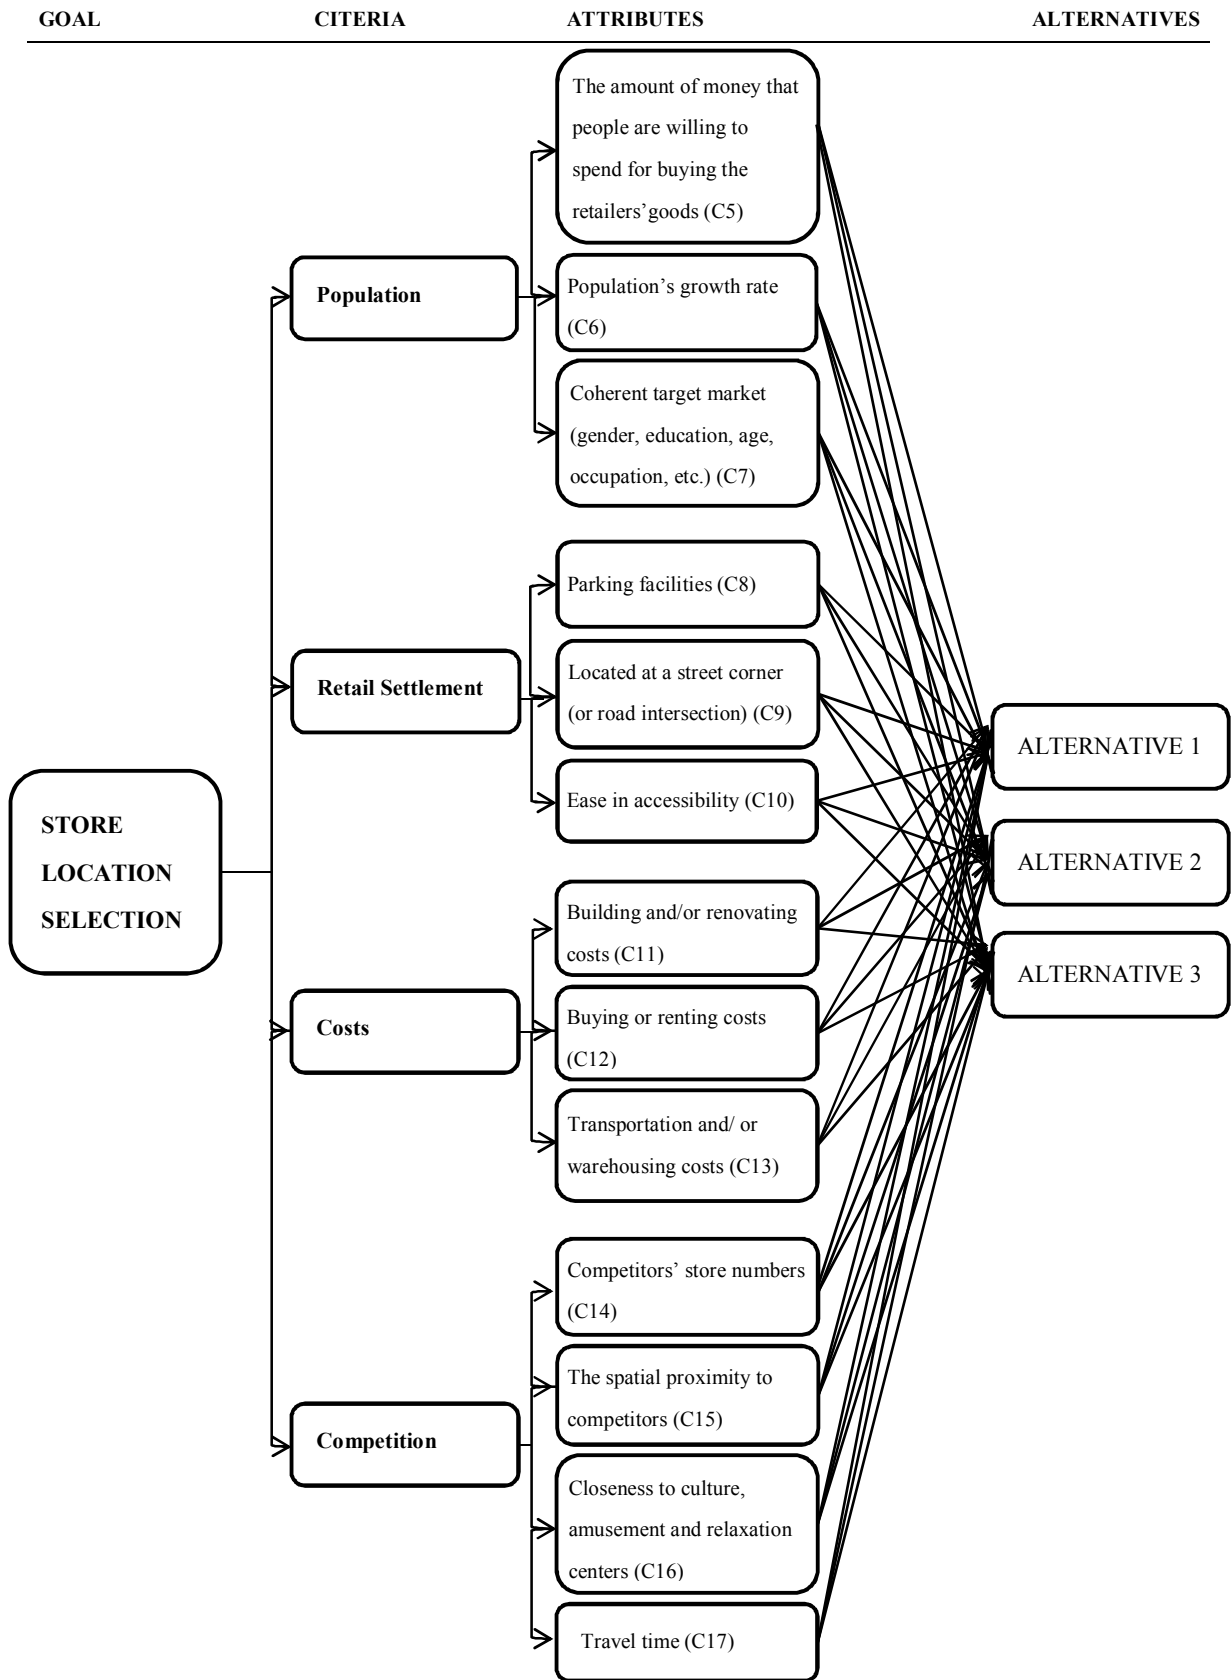 GOAL CITERIA ATTRIBUTES ALTERNATIVES
The amount of money that
people are willing to
spend for buying the
retailers’goods (C5)
Population
Population’s growth rate
(C6)
Coherent target market
(gender, education, age,
occupation, etc.) (C7)
Parking facilities (C8)
Retail Settlement
Located at a street corner
(or road intersection) (C9)
Ease in accessibility (C10)
ALTERNATIVE 1
ALTERNATIVE 2
ALTERNATIVE 3
STORE
LOCATION
SELECTION
Building and/or renovating
costs (C11)
Costs
Buying or renting costs
(C12)
Transportation and/ or
warehousing costs (C13)
Competitors’ store numbers
(C14)
The spatial proximity to
competitors (C15)
Competition
Closeness to culture,
amusement and relaxation
centers (C16)
Travel time (C17)